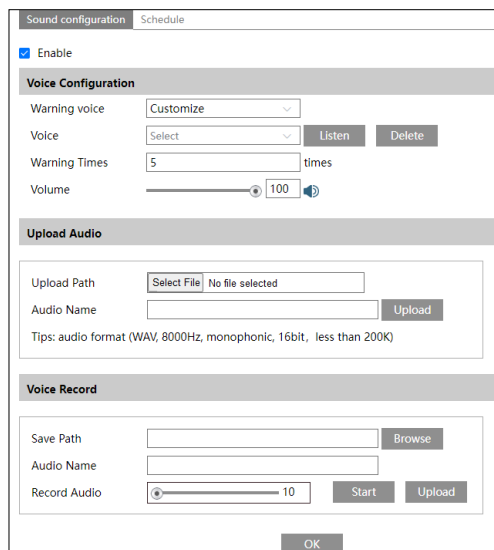 Sound configuration Schedule
Enable
Voice Configuration
Warning voice Customize
Voice Select Listen Delete
Warning Times 5 times
Volume 100
Upload Audio
Upload Path Select File No file selected
Audio Name Upload
Tips: audio format (WAV, 8000Hz, monophonic, 16bit, less than 200K)
Voice Record
Save Path Browse
Audio Name
Record Audio 10 Start Upload
OK